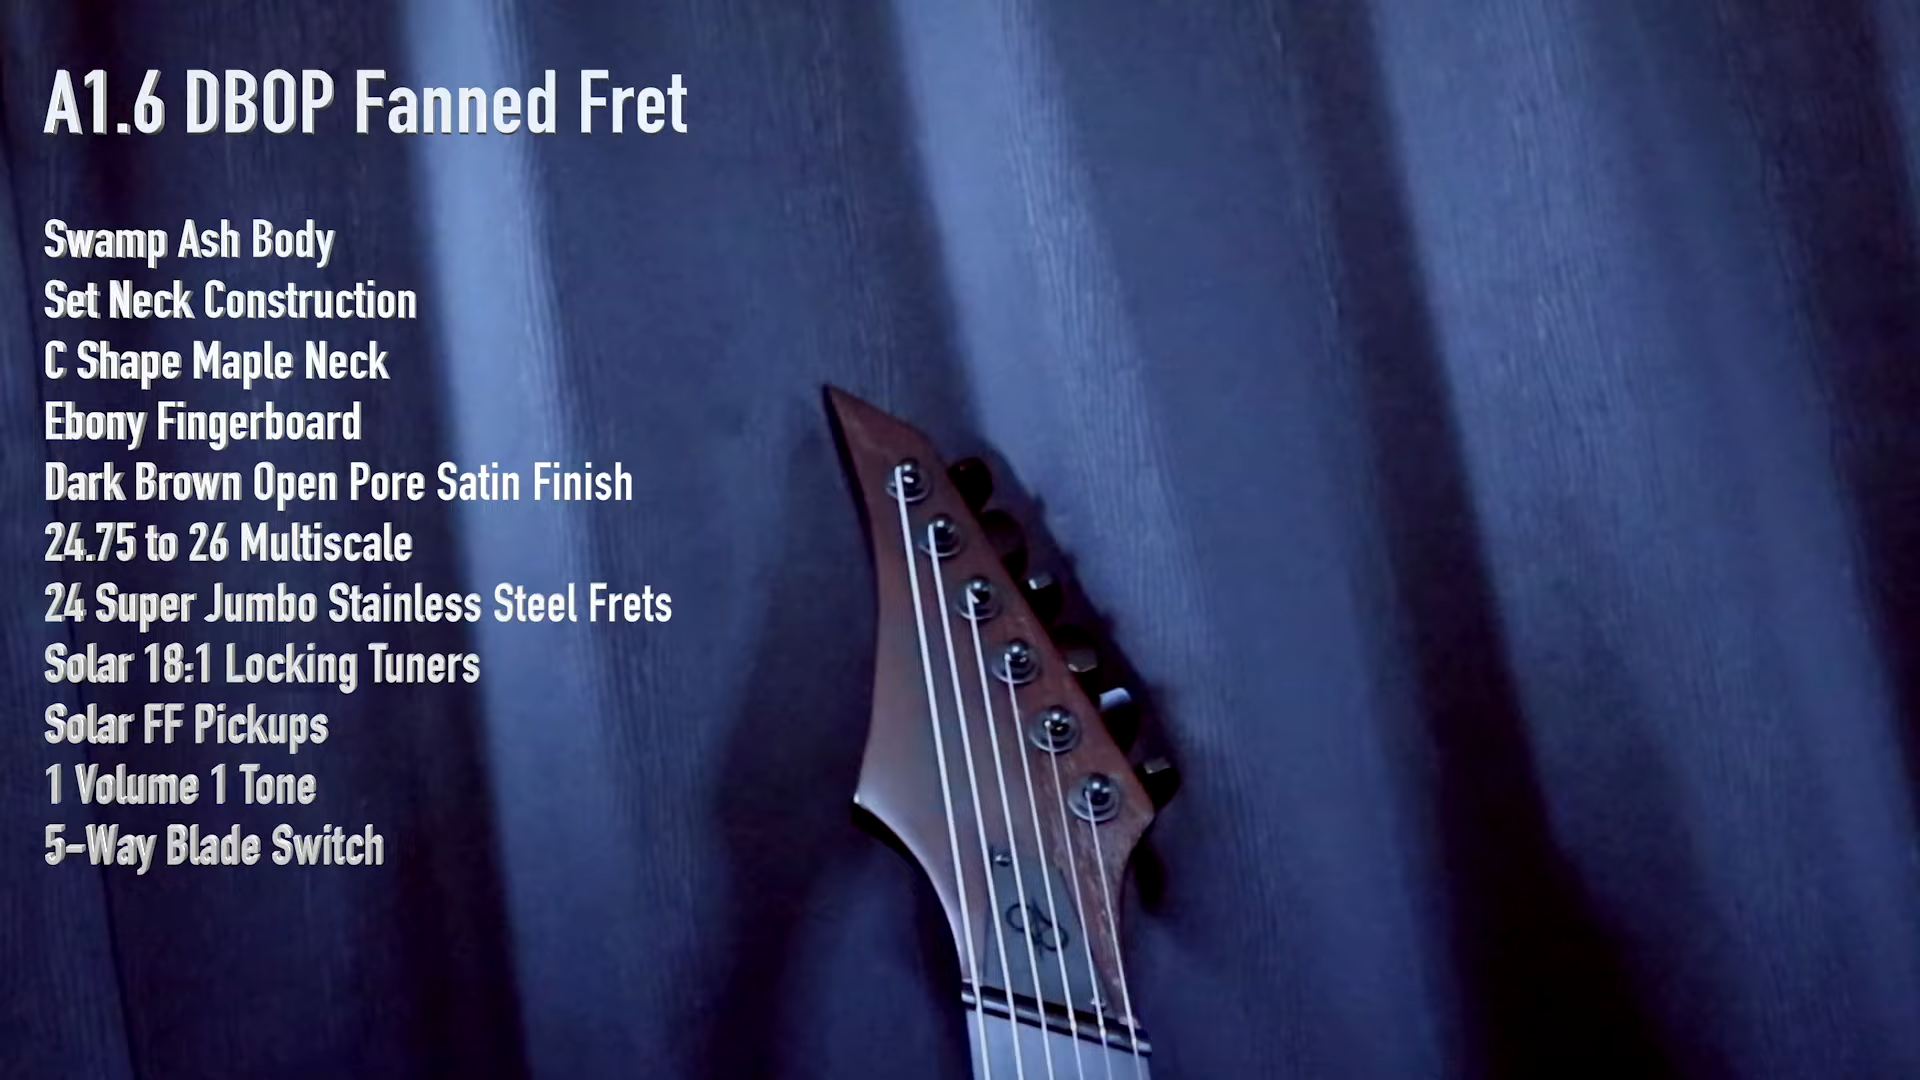 A1.6 DBOP Fanned Fret
Swamp Ash Body
Set Neck Construction
C Shape Maple Neck
Ebony Fingerboard
Dark Brown Open Pore Satin Finish
24.75 to 26 Multiscale
24 Super Jumbo Stainless Steel Frets
Solar 18:1 Locking Tuners
Solar FF Pickups
1 Volume 1 Tone
5-Way Blade Switch